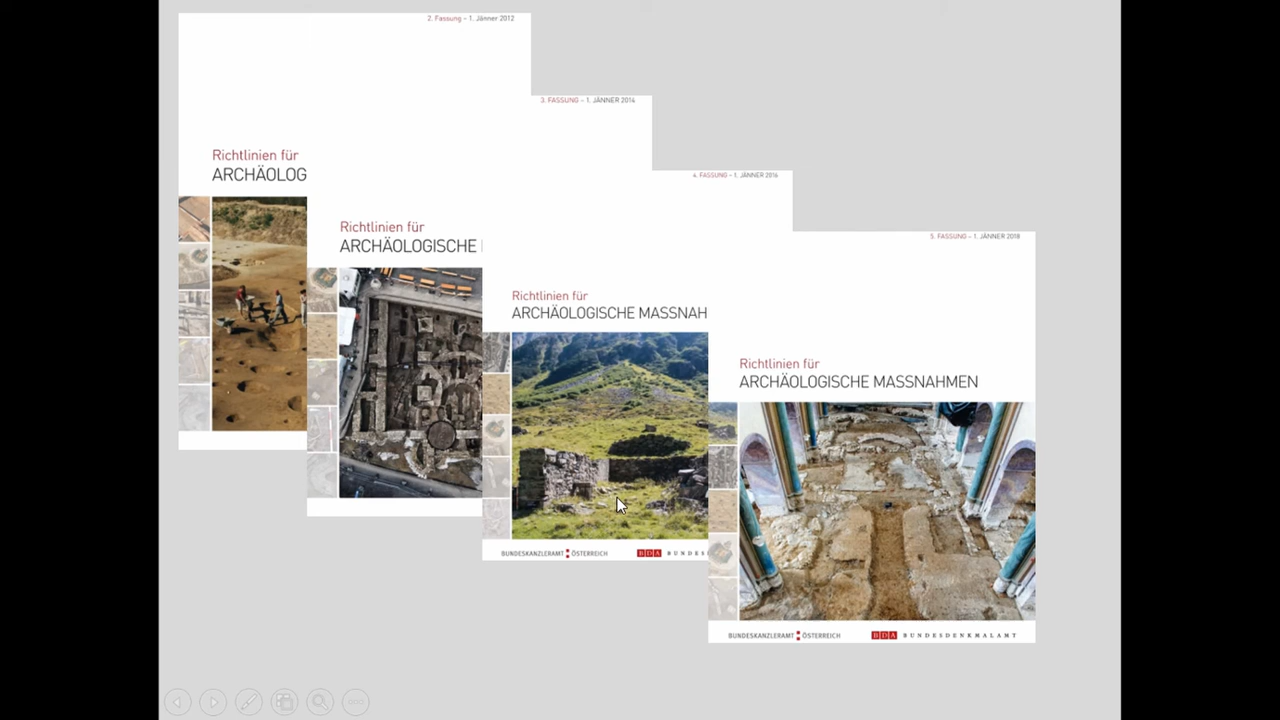 2. Fassung – 1. Jänner 2012
Richtlinien für
ARCHÄOLOG
3. FASSUNG – 1. JÄNNER 2014
Richtlinien für
ARCHÄOLOGISCHE
4. FASSUNG – 1. JÄNNER 2016
Richtlinien für
ARCHÄOLOGISCHE MASSNAH
BUNDESKANZLERAMT ÖSTERREICH
BDA BUNDES
5. FASSUNG – 1. JÄNNER 2018
Richtlinien für
ARCHÄOLOGISCHE MASSNAHMEN
BUNDESKANZLERAMT ÖSTERREICH
BDA BUNDESDENKMALAMT